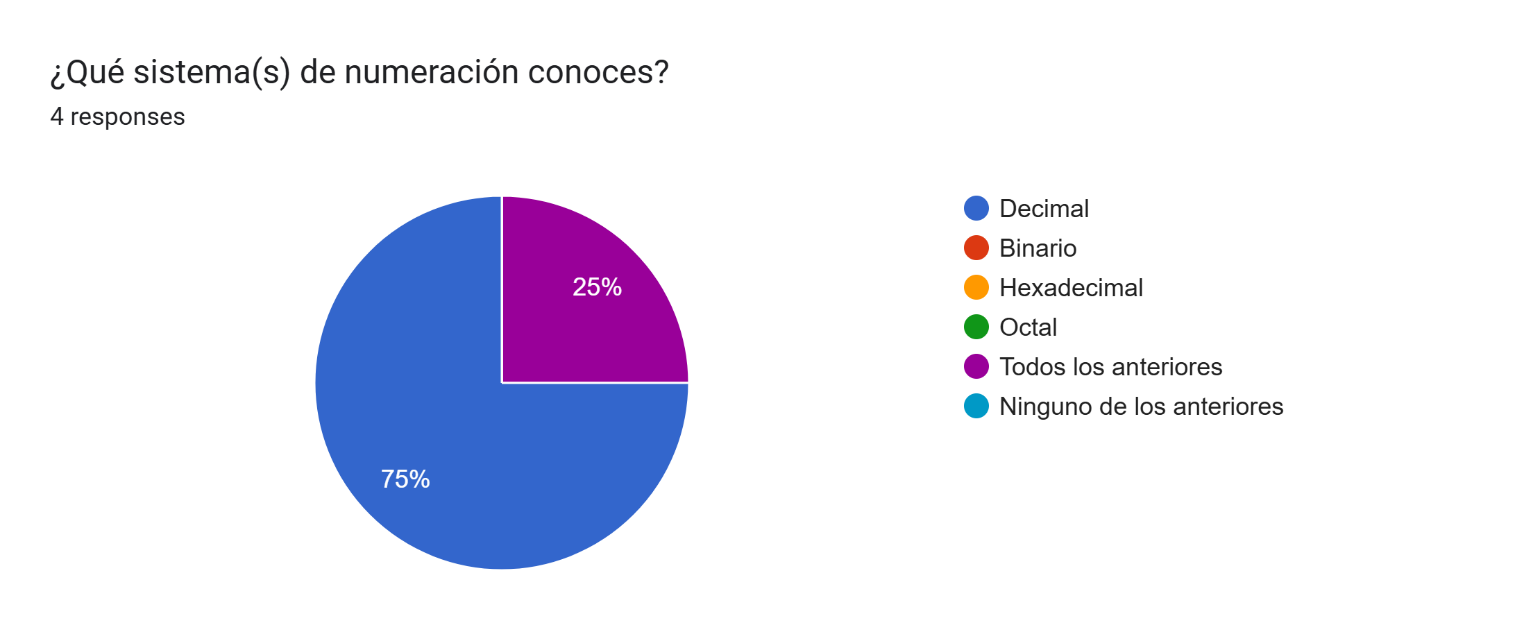 ¿Qué sistema(s) de numeración conoces?
4 responses
25%
75%
Decimal
Binario
Hexadecimal
Octal
Todos los anteriores
Ninguno de los anteriores